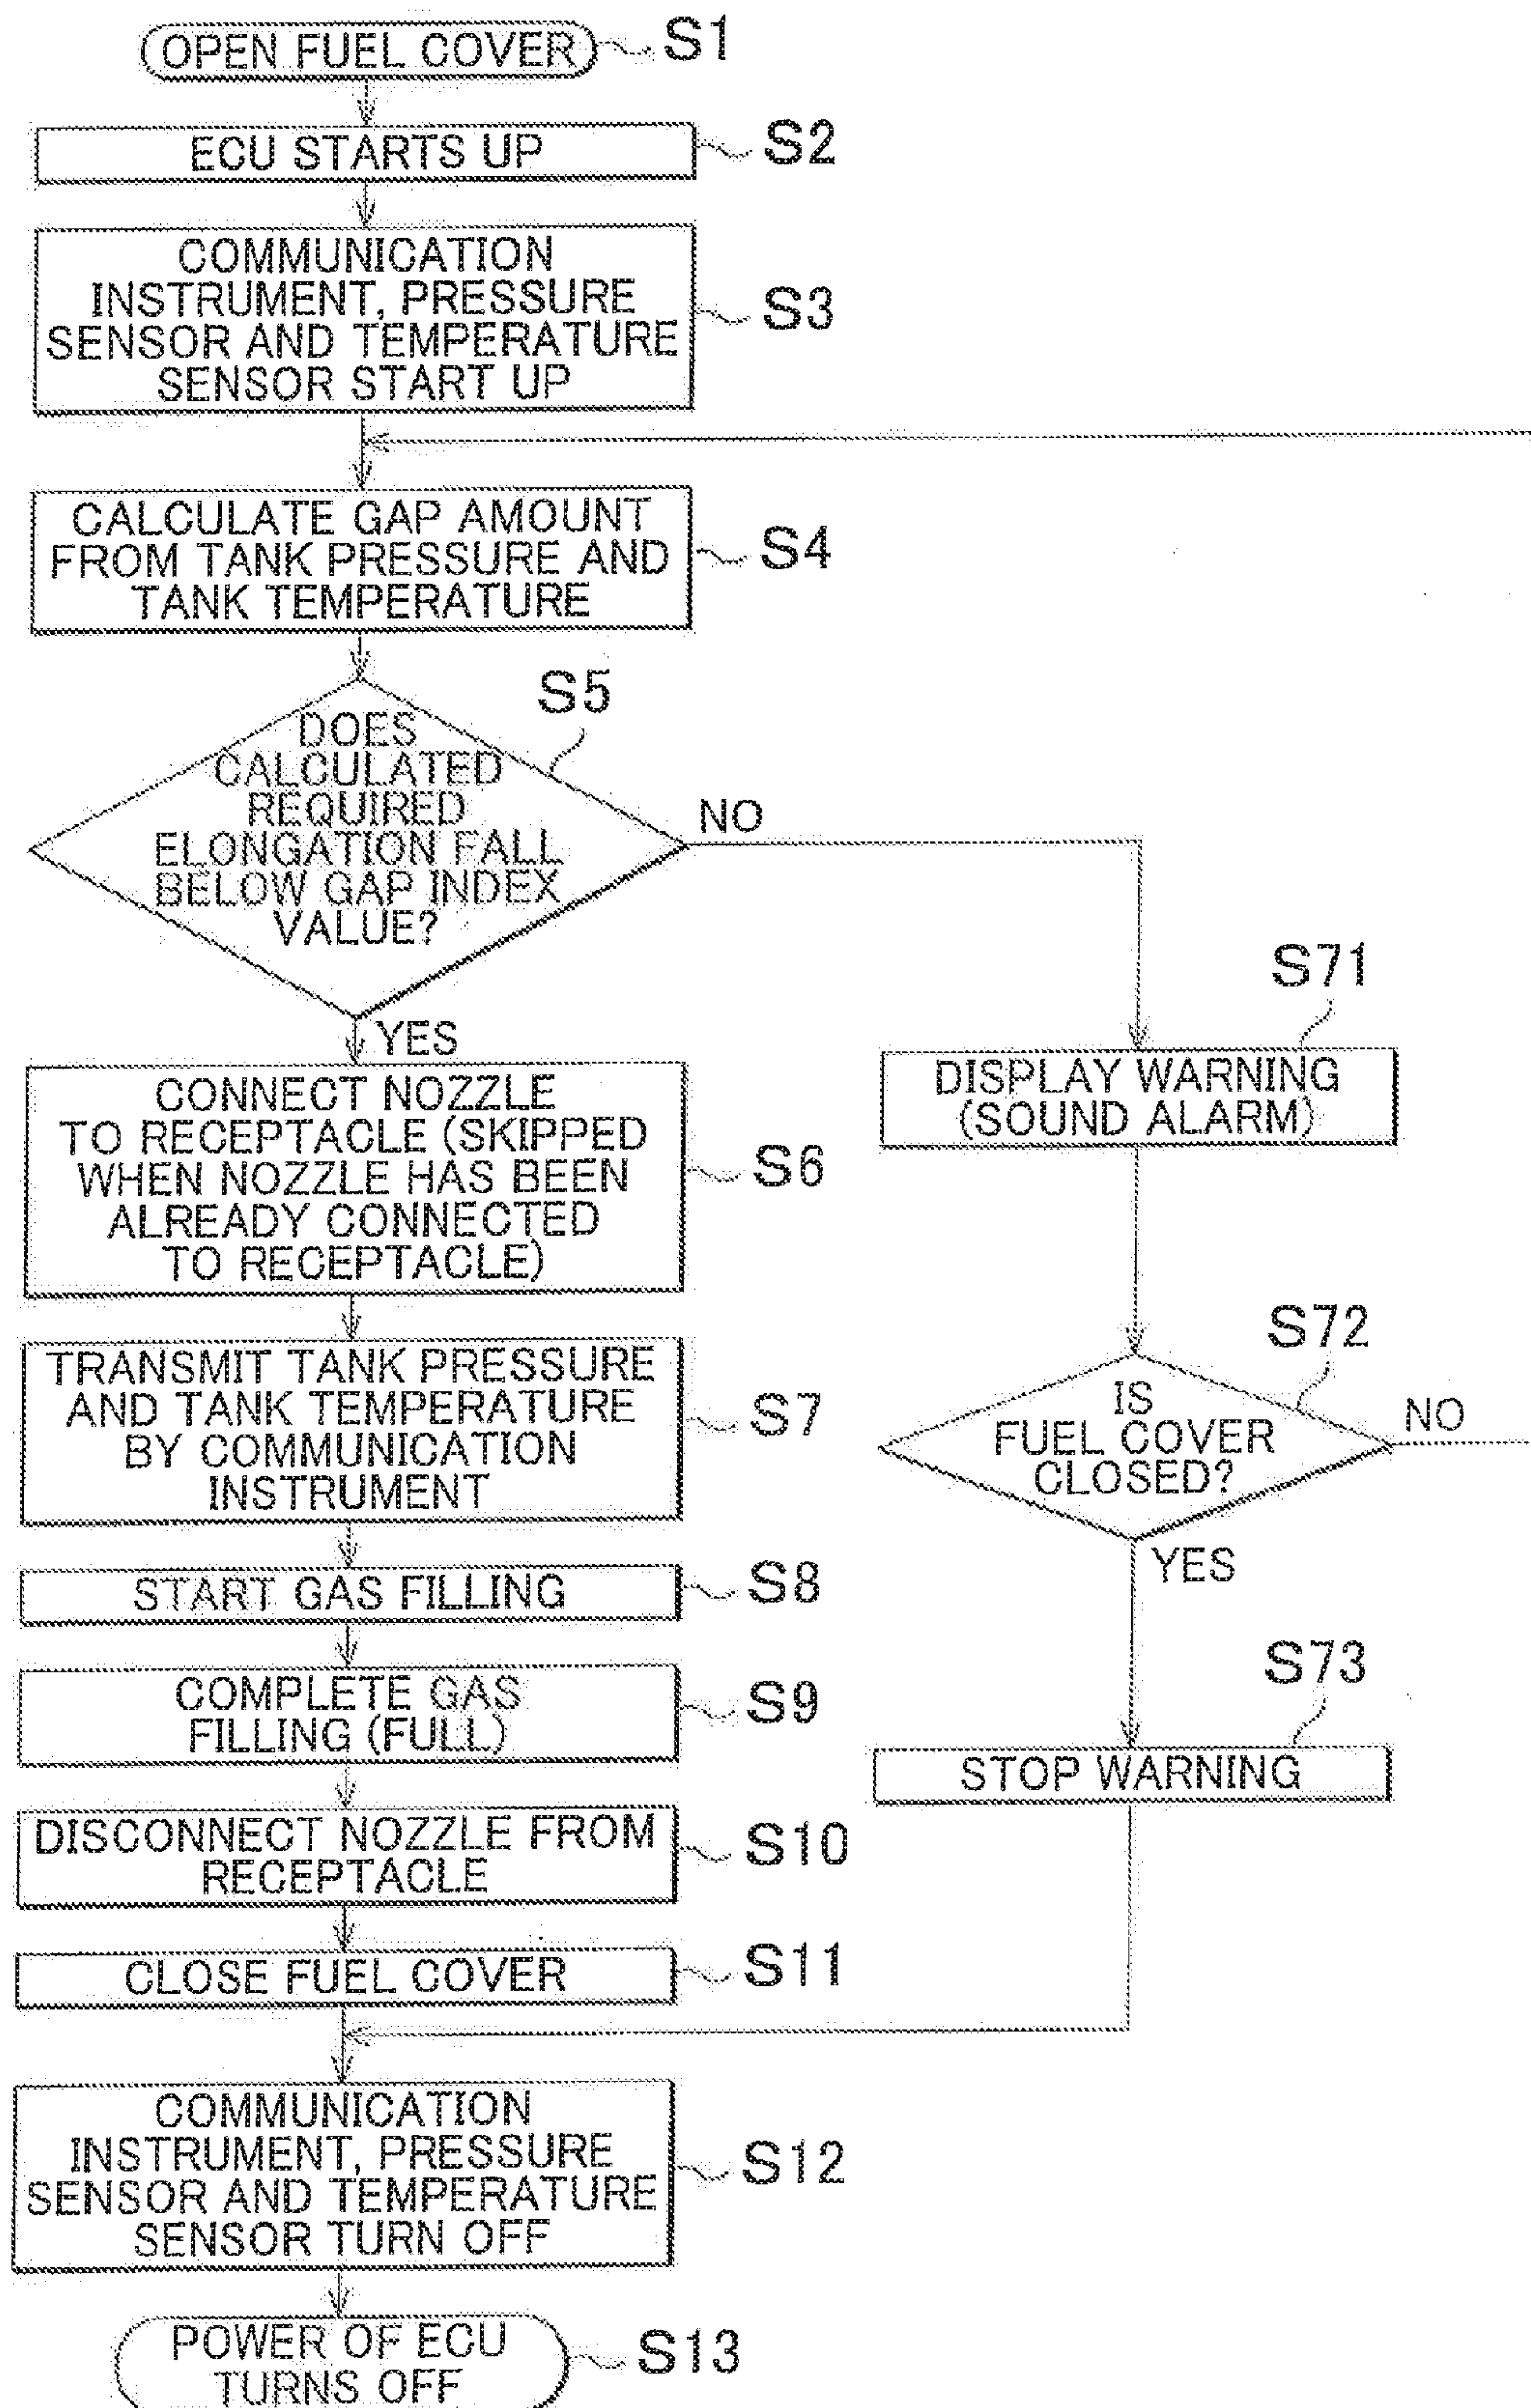 OPEN FUEL COVER
S1
ECU STARTS UP
S2
COMMUNICATION
INSTRUMENT, PRESSURE
SENSOR AND TEMPERATURE
SENSOR START UP
S3
CALCULATE GAP AMOUNT
FROM TANK PRESSURE AND
TANK TEMPERATURE
S4
S5
DOES
CALCULATED
REQUIRED
ELONGATION FALL
BELOW GAP INDEX
VALUE?
NO
YES
CONNECT NOZZLE
TO RECEPTACLE (SKIPPED
WHEN NOZZLE HAS BEEN
ALREADY CONNECTED
TO RECEPTACLE)
S6
TRANSMIT TANK PRESSURE
AND TANK TEMPERATURE
BY COMMUNICATION
INSTRUMENT
S7
START GAS FILLING
S8
COMPLETE GAS
FILLING (FULL)
S9
DISCONNECT NOZZLE FROM
RECEPTACLE
S10
CLOSE FUEL COVER
S11
S71
DISPLAY WARNING
(SOUND ALARM)
S72
IS
FUEL COVER
CLOSED?
NO
YES
S73
STOP WARNING
COMMUNICATION
INSTRUMENT, PRESSURE
SENSOR AND TEMPERATURE
SENSOR TURN OFF
S12
POWER OF ECU
TURNS OFF
S13